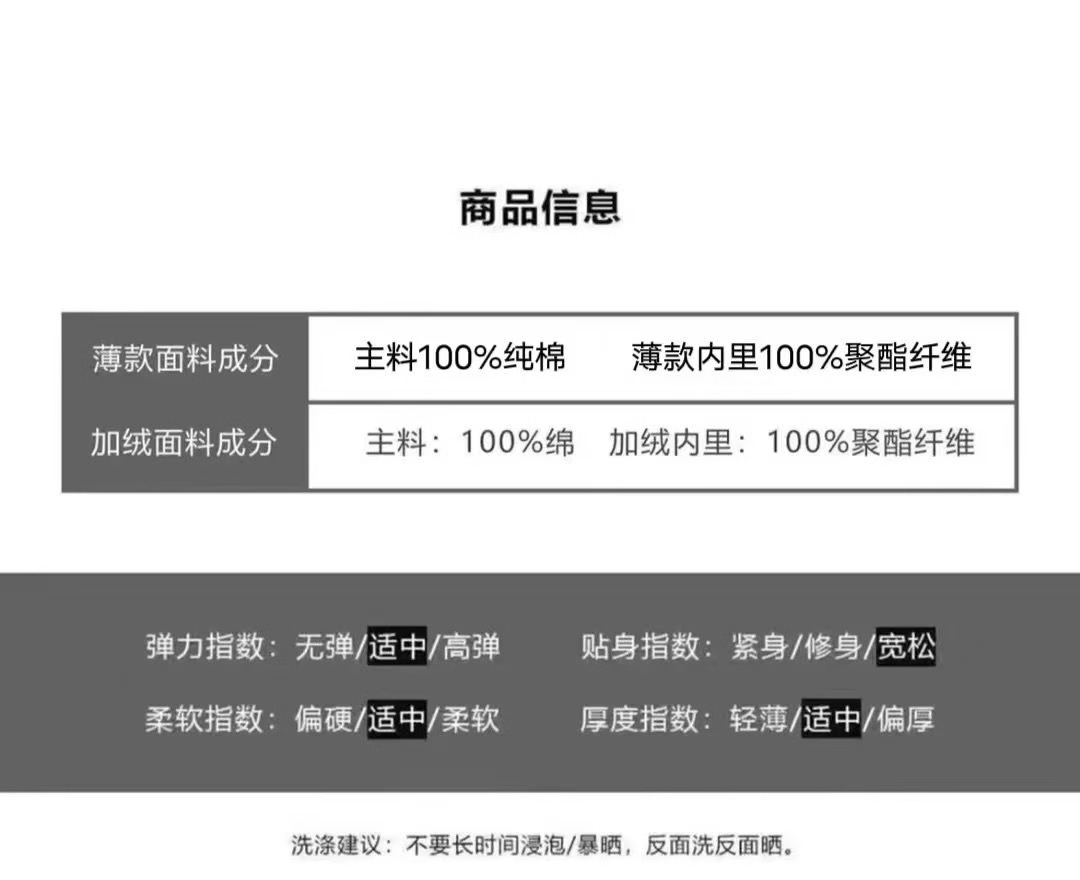 商品信息
薄款面料成分 主料100%纯棉 薄款内里100%聚酯纤维
加绒面料成分 主料：100%绵 加绒内里：100%聚酯纤维
弹力指数：无弹/适中/高弹 贴身指数：紧身/修身/宽松
柔软指数：偏硬/适中/柔软 厚度指数：轻薄/适中/偏厚
洗涤建议：不要长时间浸泡/暴晒，反面洗反面晒。